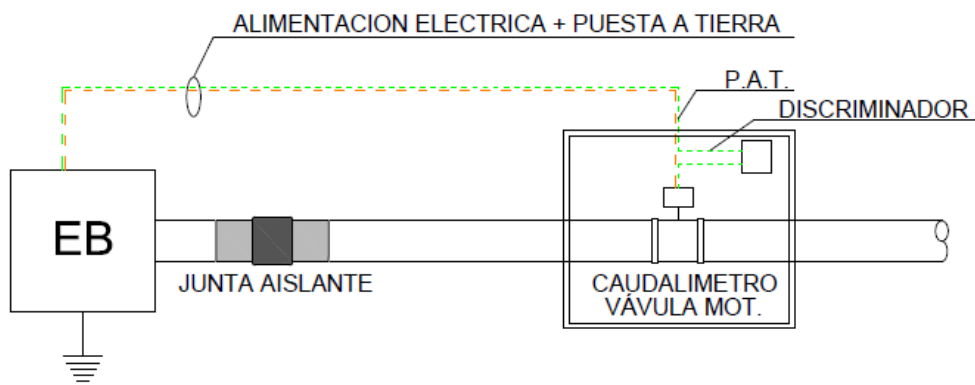 ALIMENTACION ELECTRICA + PUESTA A TIERRA
P.A.T.
DISCRIMINADOR
EB
JUNTA AISLANTE
CAUDALIMETRO
VÁVULA MOT.